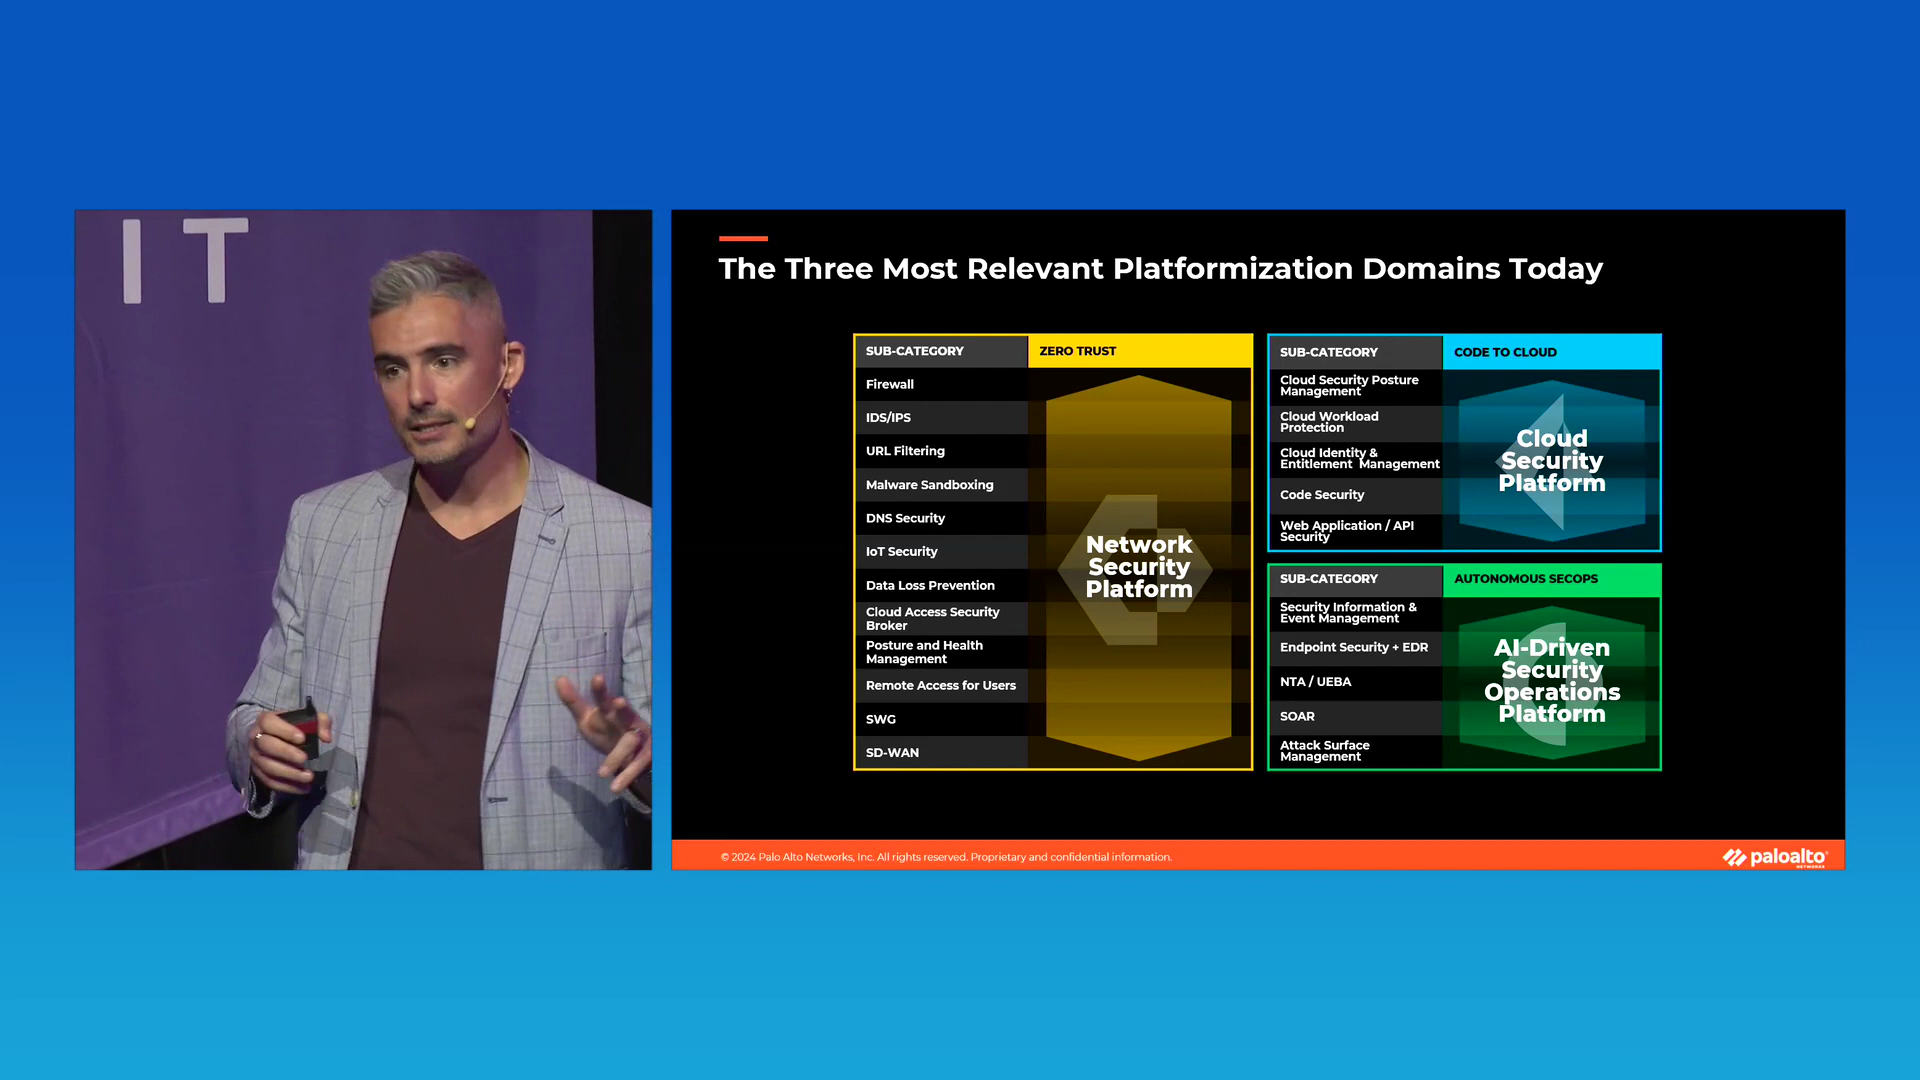 IT
The Three Most Relevant Platformization Domains Today
SUB-CATEGORY
ZERO TRUST
Firewall
IDS/IPS
URL Filtering
Malware Sandboxing
DNS Security
IoT Security
Data Loss Prevention
Cloud Access Security
Broker
Posture and Health
Management
Remote Access for Users
SWG
SD-WAN
Network
Security
Platform
SUB-CATEGORY
CODE TO CLOUD
Cloud Security Posture
Management
Cloud Workload
Protection
Cloud Identity &
Entitlement Management
Code Security
Web Application / API
Security
Cloud
Security
Platform
SUB-CATEGORY
AUTONOMOUS SECOPS
Security Information &
Event Management
Endpoint Security + EDR
NTA / UEBA
SOAR
Attack Surface
Management
AI-Driven
Security
Operations
Platform
© 2024 Palo Alto Networks, Inc. All rights reserved. Proprietary and confidential information.
paloalto
NETWORKS